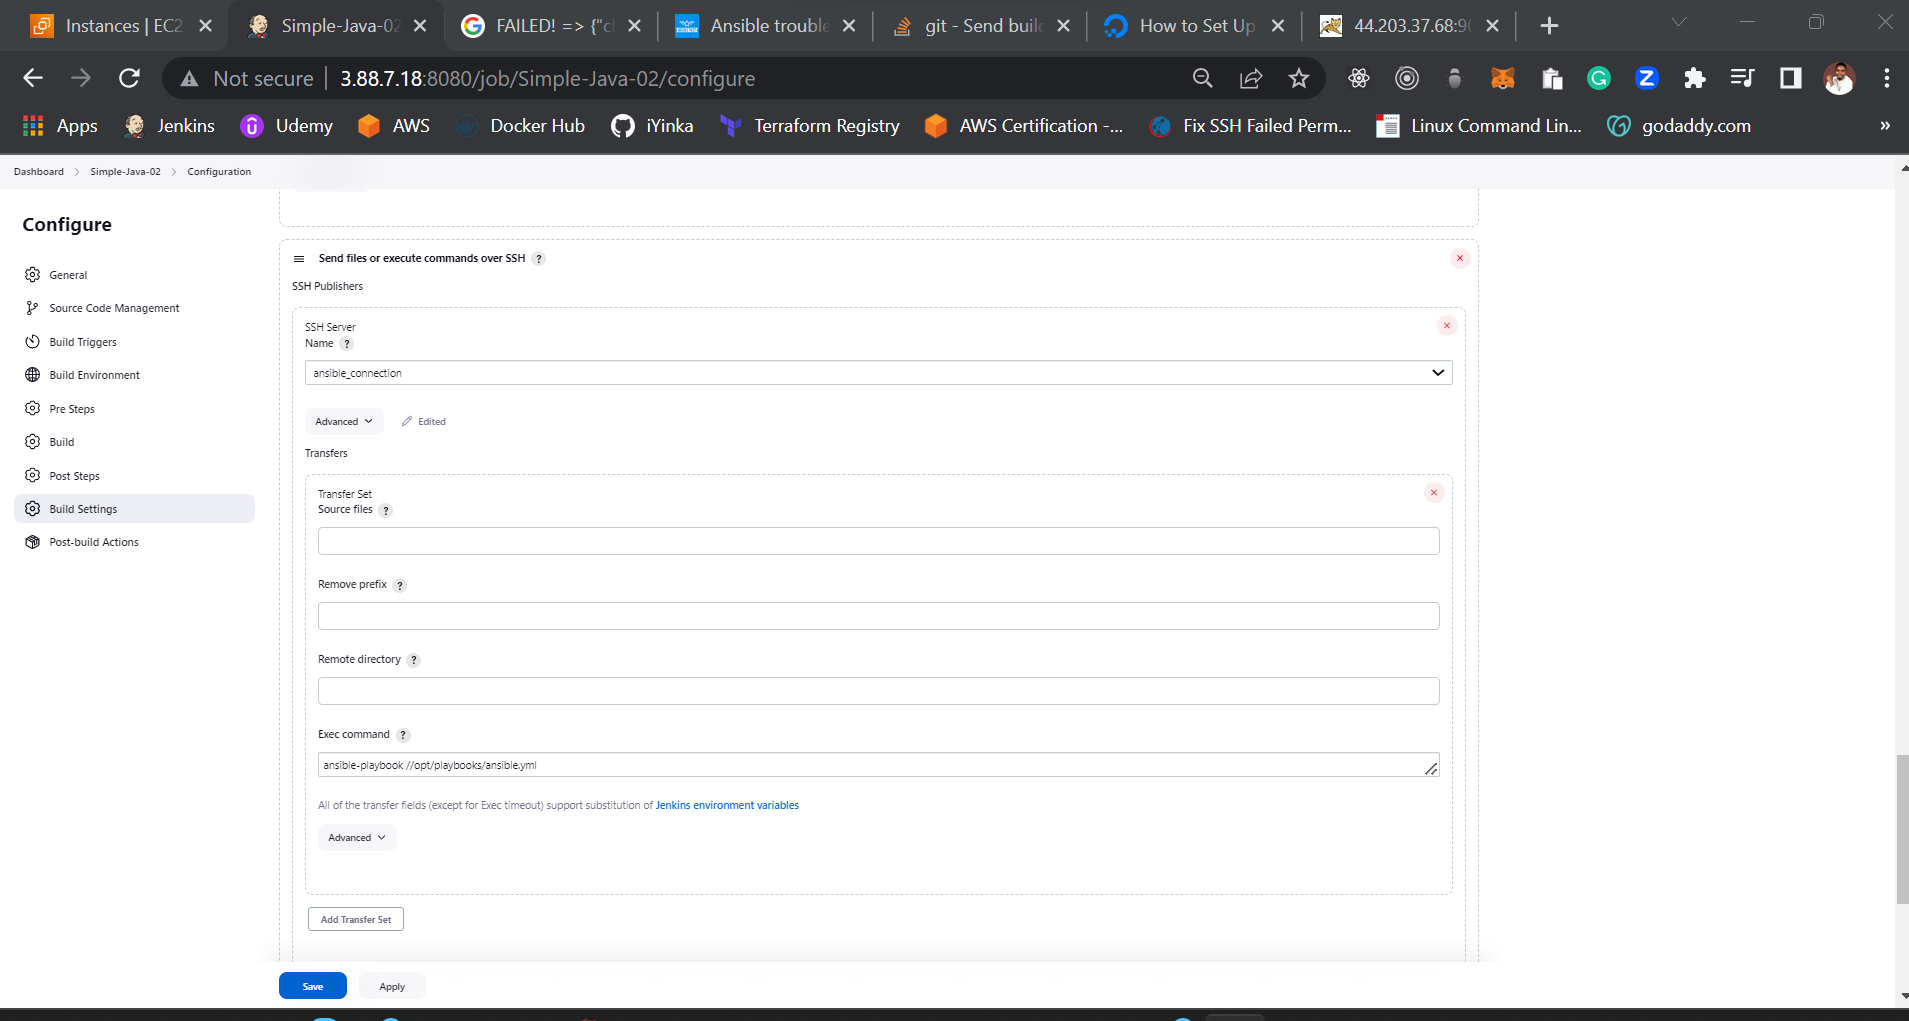 Instances | EC2
Simple-Java-02
FAILED! => {"cl
Ansible trouble
git - Send build
How to Set Up
44.203.37.68:90
Not secure
3.88.7.18:8080/job/Simple-Java-02/configure
Apps
Jenkins
Udemy
AWS
Docker Hub
iYinka
Terraform Registry
AWS Certification -...
Fix SSH Failed Perm...
Linux Command Lin...
godaddy.com
»
Dashboard
Simple-Java-02
Configuration
Configure
General
Source Code Management
Build Triggers
Build Environment
Pre Steps
Build
Post Steps
Build Settings
Post-build Actions
Send files or execute commands over SSH ?
SSH Publishers
SSH Server
Name ?
ansible_connection
Advanced
Edited
Transfers
Transfer Set
Source files ?
Remove prefix ?
Remote directory ?
Exec command ?
ansible-playbook //opt/playbooks/ansible.yml
All of the transfer fields (except for Exec timeout) support substitution of Jenkins environment variables
Advanced
Add Transfer Set
Save
Apply